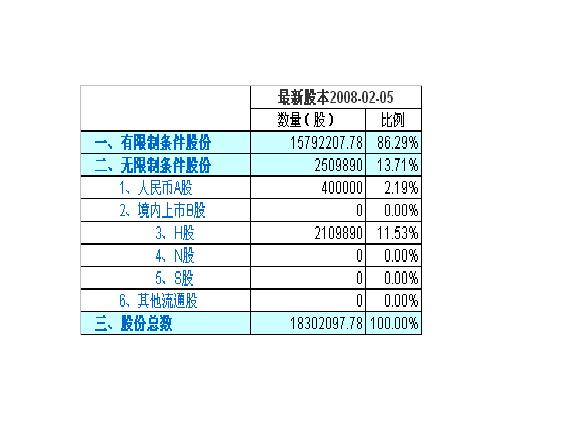 最新股本2008-02-05
数量（股） 比例
一、有限制条件股份 15792207.78 86.29%
二、无限制条件股份 2509890 13.71%
1、人民币A股 400000 2.19%
2、境内上市B股 0 0.00%
3、H股 2109890 11.53%
4、N股 0 0.00%
5、S股 0 0.00%
6、其他流通股 0 0.00%
三、股份总数 18302097.78 100.00%